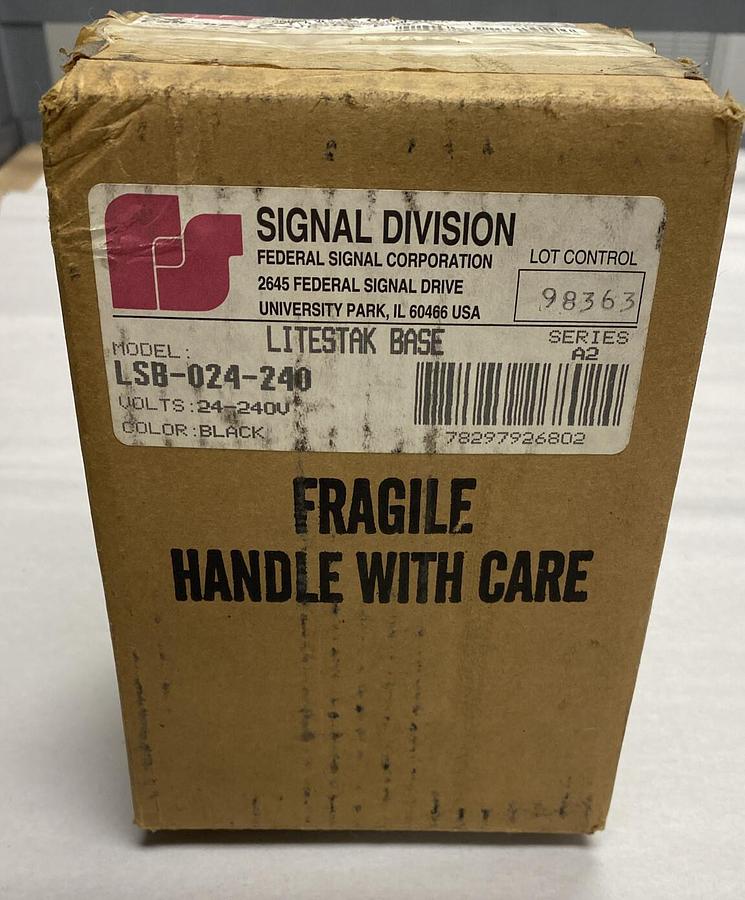 SIGNAL DIVISION
FEDERAL SIGNAL CORPORATION
2645 FEDERAL SIGNAL DRIVE
UNIVERSITY PARK, IL 60466 USA
LOT CONTROL
98363
LITESTAK BASE
SERIES
A2
MODEL:
LSB-024-240
VOLTS:24-240V
COLOR:BLACK
78297926802
FRAGILE
HANDLE WITH CARE